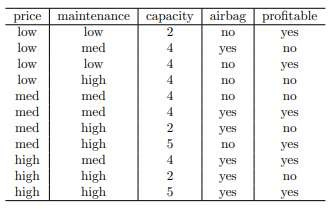 price maintenance capacity airbag profitable
low low 2 no yes
low med 4 yes no
low low 4 no yes
low high 4 no no
med med 4 no no
med med 4 yes yes
med high 2 yes no
med high 5 no yes
high med 4 yes yes
high high 2 yes no
high high 5 yes yes